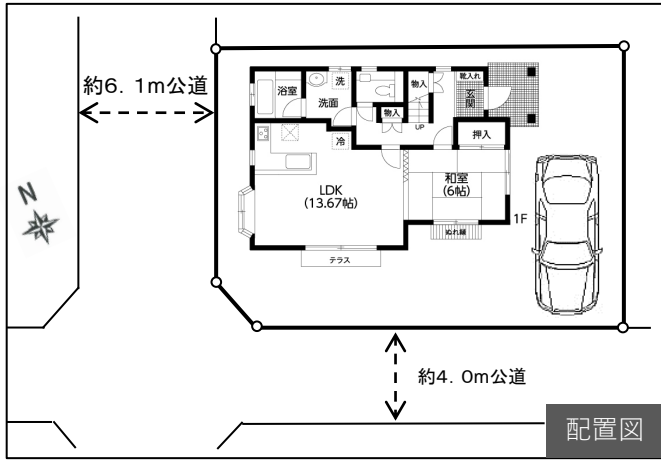 約6. 1m公道
浴室
洗
洗面
物入
物入
靴入れ
玄関
UP
押入
冷
LDK
(13.67帖)
和室
(6帖)
1F
ぬれ縁
テラス
N
約4. 0m公道
配置図